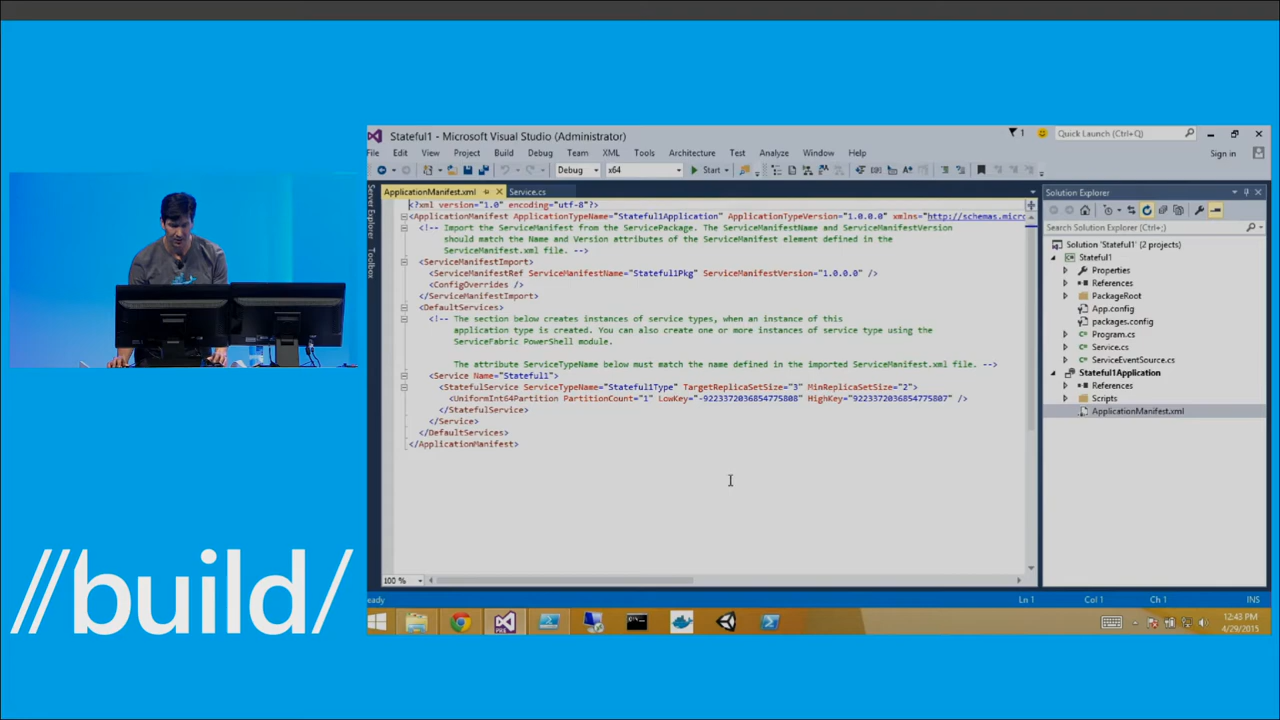 Stateful1 - Microsoft Visual Studio (Administrator)
1
Quick Launch (Ctrl+Q)
File Edit View Project Build Debug Team XML Tools Architecture Test Analyze Window Help
Sign in
Debug x64 Start
Server Explorer
Toolbox
ApplicationManifest.xml Service.cs
<?xml version="1.0" encoding="utf-8"?>
<ApplicationManifest ApplicationTypeName="Stateful1Application" ApplicationTypeVersion="1.0.0.0" xmlns="http://schemas.micro
<!-- Import the ServiceManifest from the ServicePackage. The ServiceManifestName and ServiceManifestVersion
should match the Name and Version attributes of the ServiceManifest element defined in the
ServiceManifest.xml file. -->
<ServiceManifestImport>
<ServiceManifestRef ServiceManifestName="Stateful1Pkg" ServiceManifestVersion="1.0.0.0" />
<ConfigOverrides />
</ServiceManifestImport>
<DefaultServices>
<!-- The section below creates instances of service types, when an instance of this
application type is created. You can also create one or more instances of service type using the
ServiceFabric PowerShell module.
The attribute ServiceTypeName below must match the name defined in the imported ServiceManifest.xml file. -->
<Service Name="Stateful1">
<StatefulService ServiceTypeName="Stateful1Type" TargetReplicaSetSize="3" MinReplicaSetSize="2">
<UniformInt64Partition PartitionCount="1" LowKey="-9223372036854775808" HighKey="9223372036854775807" />
</StatefulService>
</Service>
</DefaultServices>
</ApplicationManifest>
100 %
Solution Explorer
Search Solution Explorer (Ctrl+;)
Solution 'Stateful1' (2 projects)
Stateful1
Properties
References
PackageRoot
App.config
packages.config
Program.cs
Service.cs
ServiceEventSource.cs
Stateful1Application
References
Scripts
ApplicationManifest.xml
eady Ln 1 Col 1 Ch 1 INS
12:43 PM
4/29/2015
//build/